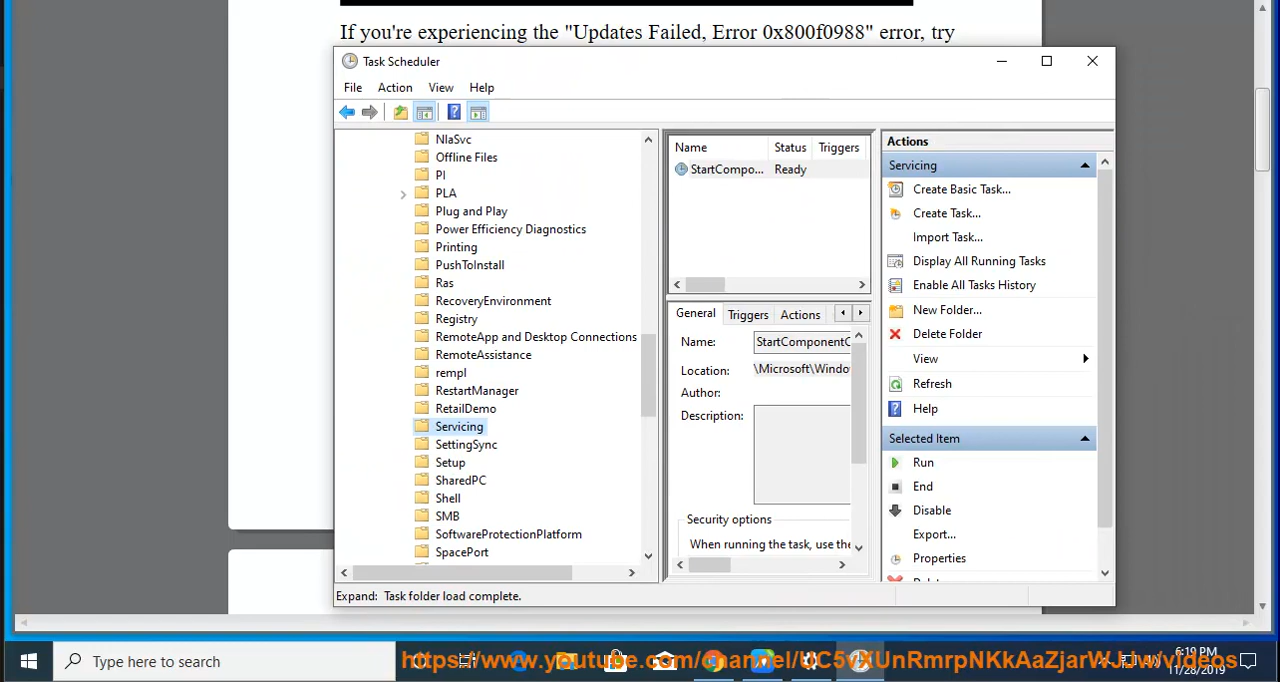 If you're experiencing the "Updates Failed, Error 0x800f0988" error, try
Task Scheduler
File Action View Help
NlaSvc
Offline Files
PI
PLA
Plug and Play
Power Efficiency Diagnostics
Printing
PushToInstall
Ras
RecoveryEnvironment
Registry
RemoteApp and Desktop Connections
RemoteAssistance
rempl
RestartManager
RetailDemo
Servicing
SettingSync
Setup
SharedPC
Shell
SMB
SoftwareProtectionPlatform
SpacePort
Name Status Triggers
StartCompo... Ready
General Triggers Actions
Name: StartComponentC
Location: \Microsoft\Windo
Author:
Description:
Security options
When running the task, use the
Actions
Servicing
Create Basic Task...
Create Task...
Import Task...
Display All Running Tasks
Enable All Tasks History
New Folder...
Delete Folder
View
Refresh
Help
Selected Item
Run
End
Disable
Export...
Properties
Expand: Task folder load complete.
Type here to search
6:19 PM
11/28/2019